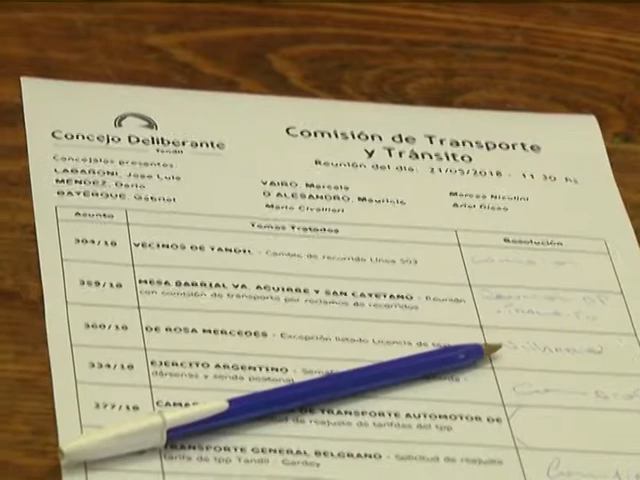 Concejo Deliberante
Tandil
Comisión de Transporte
y Tránsito
Reunión del día: 21/05/2018 - 11:30 Hs
Concejales presentes:
LABARONI, Jose Luis
MENDEZ, Dario
BAYERQUE, Gabriel
VAIRO, Marcela
D ALESANDRO, Mauricio
Mario Civalleri
Marcos Nicolini
Asunto Temas Tratados Resolución
304/18 VECINOS DE TANDIL - Cambio de recorrido Línea 503
359/18 MESA BARRIAL VA. AGUIRRE Y SAN CAYETANO - Reunión
con comisión de transporte por reclamos de recorridos
360/18 DE ROSA MERCEDES - Excepción listado Licencia de
334/18 EJERCITO ARGENTINO -
dársenas y senda peatonal
277/18 DE TRANSPORTE AUTOMOTOR DE
de reajuste de tarifas del tpp
TRANSPORTE GENERAL BELGRANO - Solicitud de reajuste
tarifa de tpp Tandil - Gardey